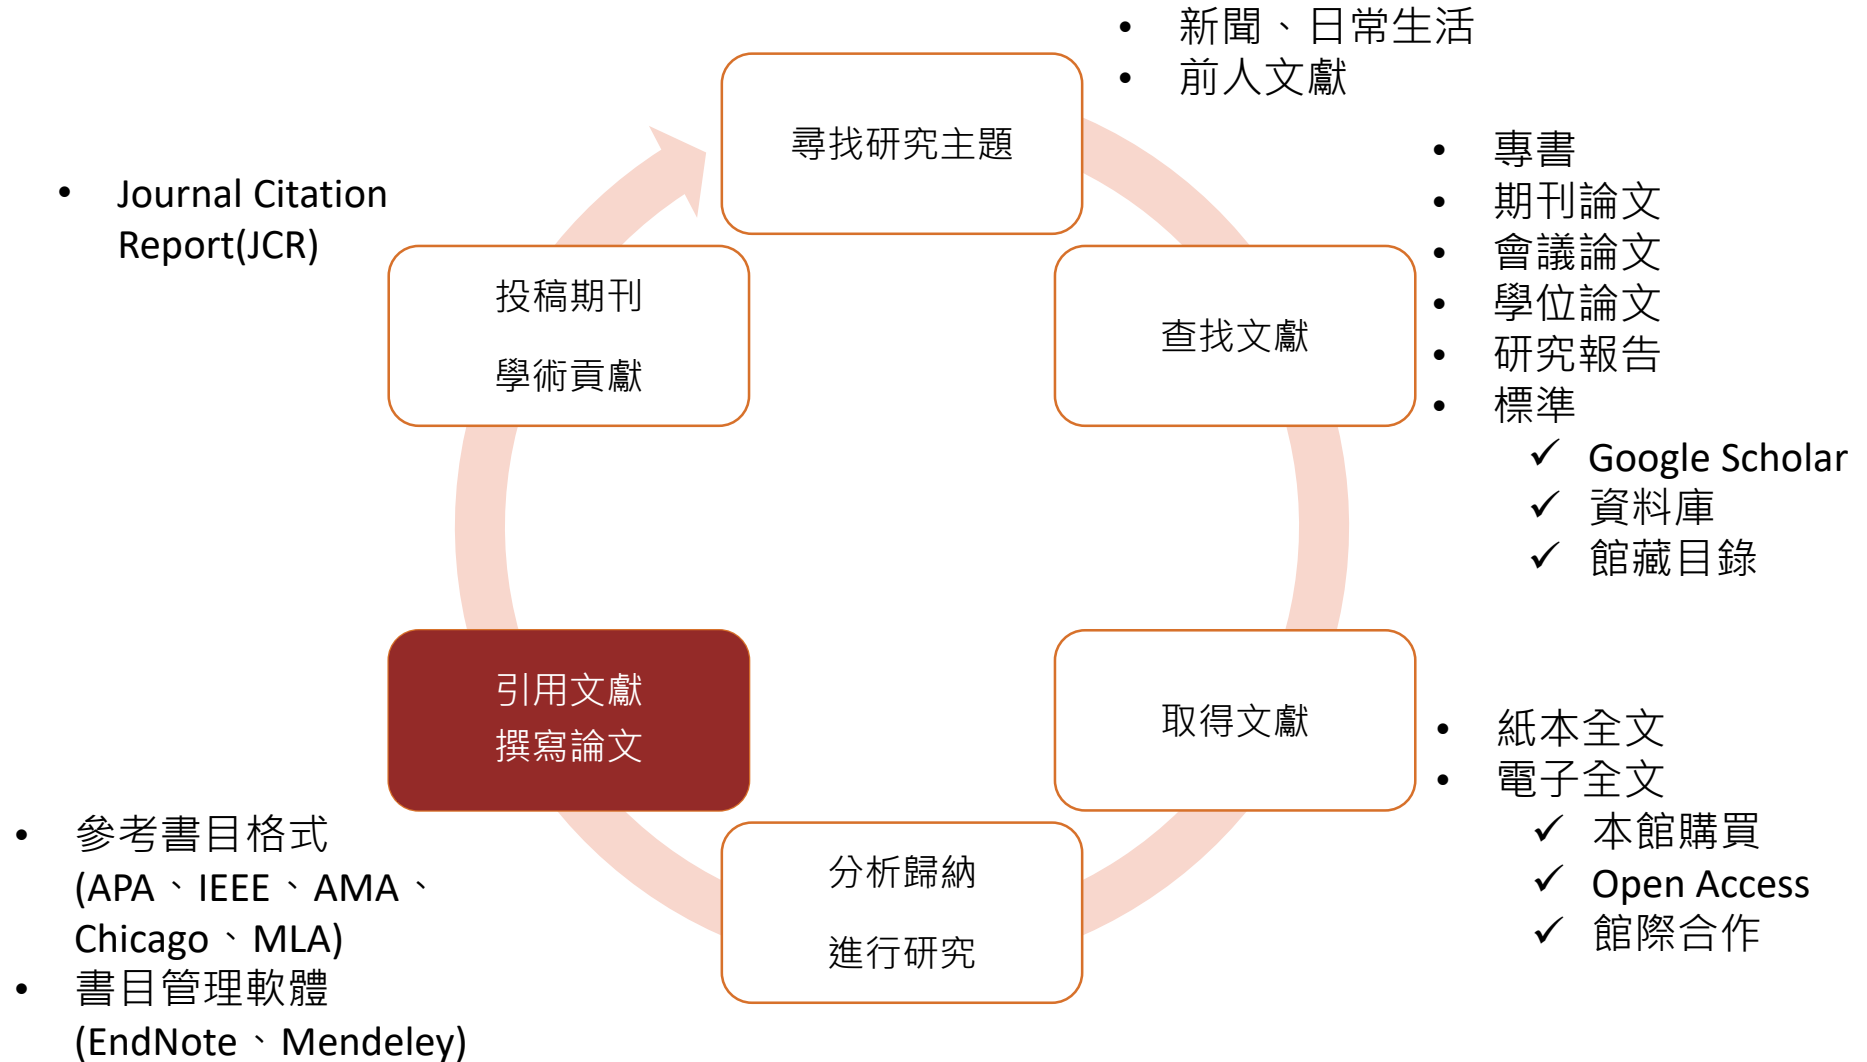 尋找研究主題
• 新聞、日常生活
• 前人文獻
查找文獻
• 專書
• 期刊論文
• 會議論文
• 學位論文
• 研究報告
• 標準
✓ Google Scholar
✓ 資料庫
✓ 館藏目錄
取得文獻
• 紙本全文
• 電子全文
✓ 本館購買
✓ Open Access
✓ 館際合作
分析歸納
進行研究
引用文獻
撰寫論文
• 參考書目格式
(APA、IEEE、AMA、
Chicago、MLA)
• 書目管理軟體
(EndNote、Mendeley)
投稿期刊
學術貢獻
• Journal Citation
Report(JCR)